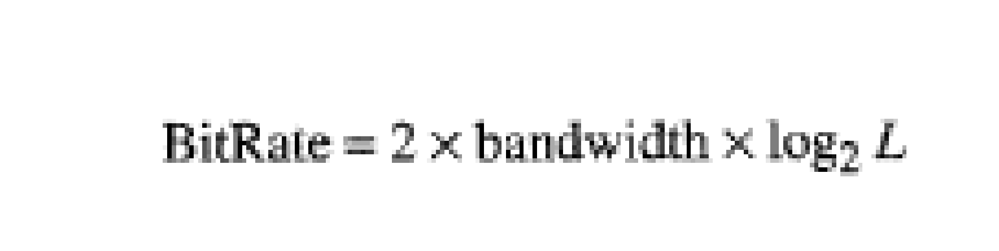 BitRate = 2 × bandwidth × log₂ L